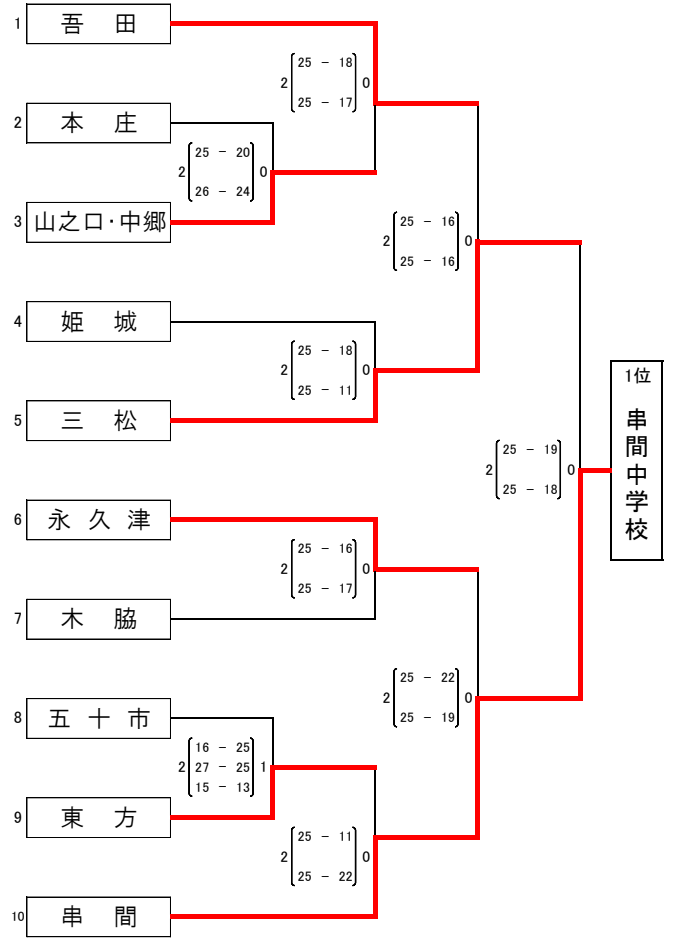 1 吾 田
2 25 － 18 0
25 － 17
2 本 庄
2 25 － 20 0
26 － 24
3 山之口・中郷
2 25 － 16 0
25 － 16
4 姫 城
2 25 － 18 0
25 － 11
5 三 松
1位
串間中学校
2 25 － 19 0
25 － 18
6 永 久 津
2 25 － 16 0
25 － 17
7 木 脇
2 25 － 22 0
25 － 19
8 五 十 市
16 － 25
2 27 － 25 1
15 － 13
9 東 方
2 25 － 11 0
25 － 22
10 串 間